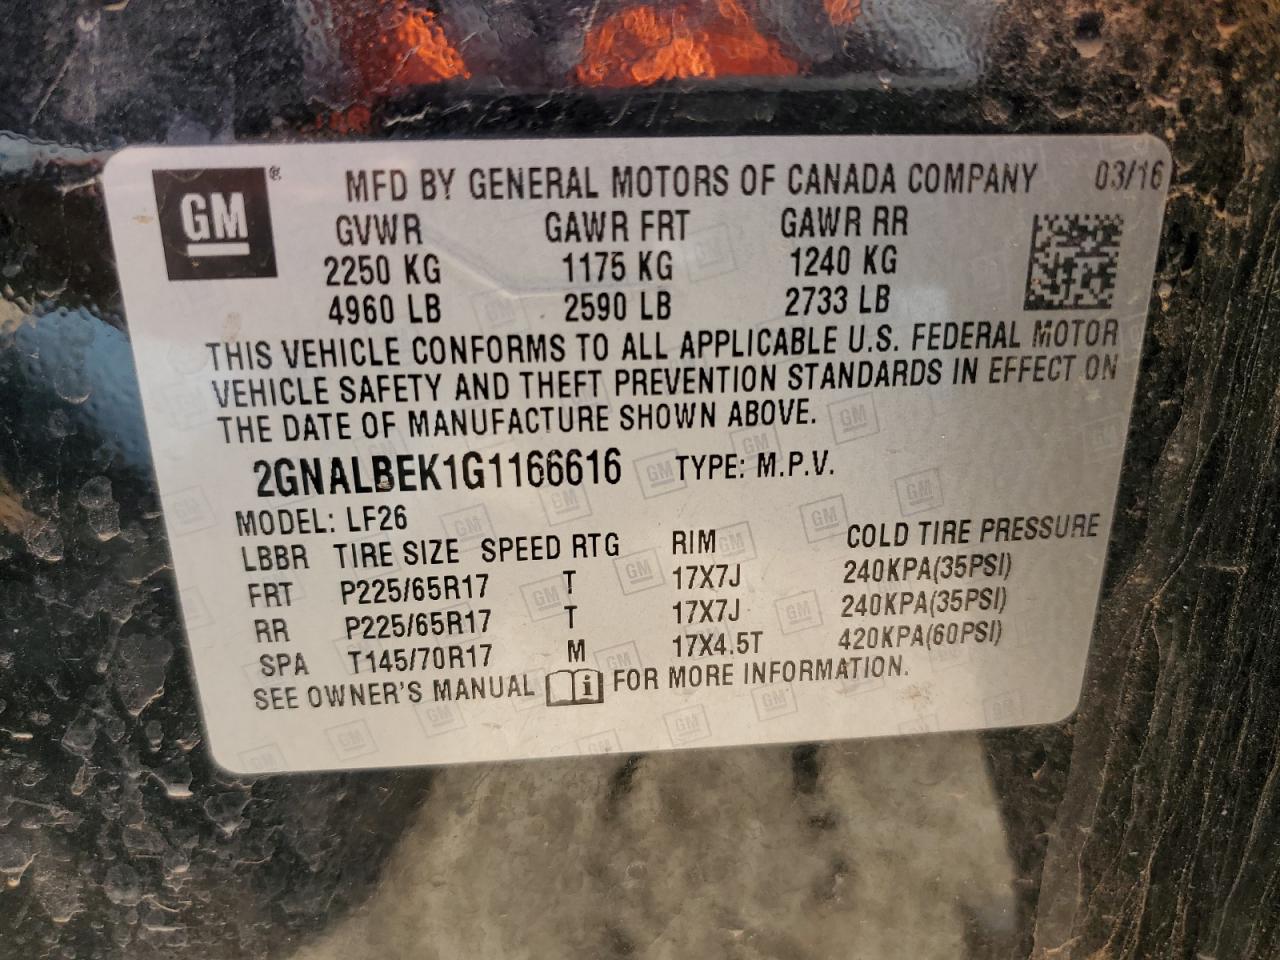 GM® MFD BY GENERAL MOTORS OF CANADA COMPANY 03/16
GVWR GAWR FRT GAWR RR
2250 KG 1175 KG 1240 KG
4960 LB 2590 LB 2733 LB
THIS VEHICLE CONFORMS TO ALL APPLICABLE U.S. FEDERAL MOTOR
VEHICLE SAFETY AND THEFT PREVENTION STANDARDS IN EFFECT ON
THE DATE OF MANUFACTURE SHOWN ABOVE.
2GNALBEK1G1166616 TYPE: M.P.V.
MODEL: LF26
LBBR TIRE SIZE SPEED RTG RIM COLD TIRE PRESSURE
FRT P225/65R17 T 17X7J 240KPA(35PSI)
RR P225/65R17 T 17X7J 240KPA(35PSI)
SPA T145/70R17 M 17X4.5T 420KPA(60PSI)
SEE OWNER'S MANUAL i FOR MORE INFORMATION.